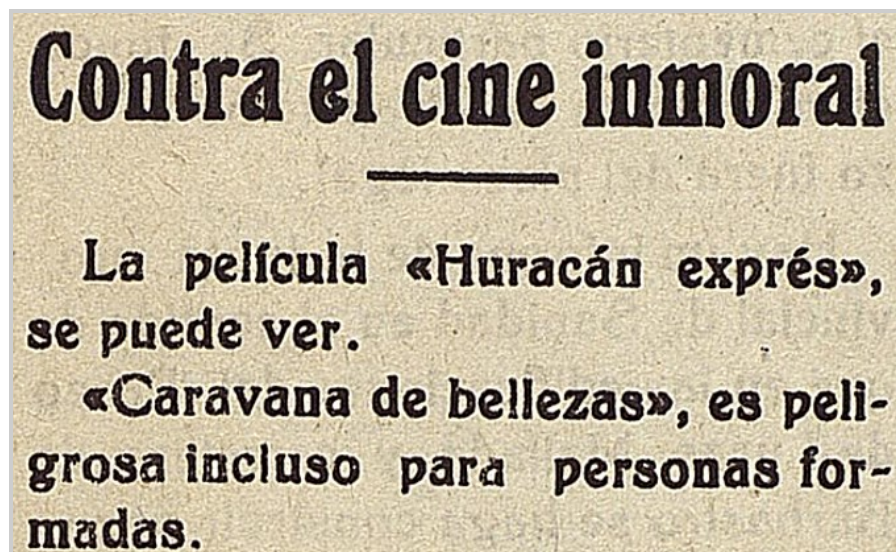 Contra el cine inmoral
La película «Huracán exprés»,
se puede ver.
«Caravana de bellezas», es peli-
grosa incluso para personas for-
madas.